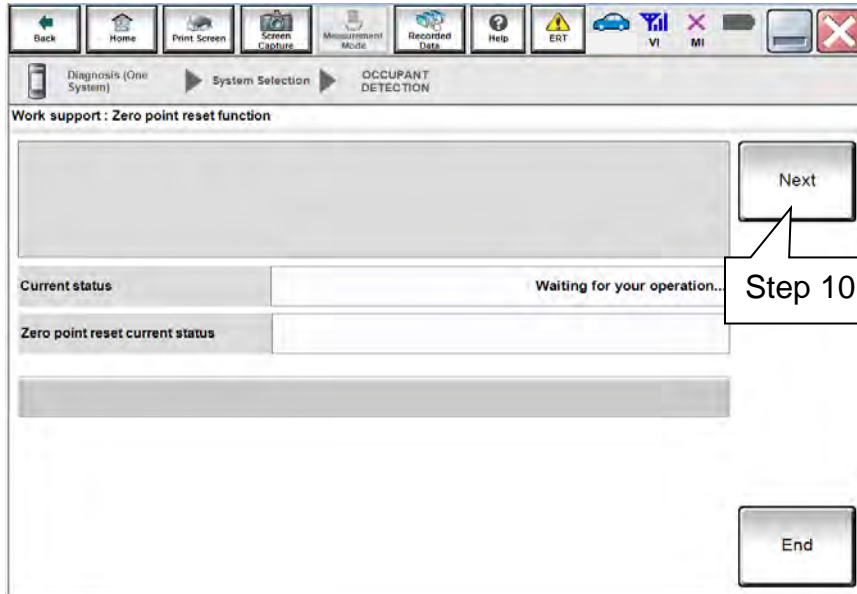 Back
Home
Print Screen
Screen
Capture
Measurement
Mode
Recorded
Data
Help
ERT
VI
MI
Diagnosis (One
System)
System Selection
OCCUPANT
DETECTION
Work support : Zero point reset function
Next
Current status
Waiting for your operation...
Step 10
Zero point reset current status
End